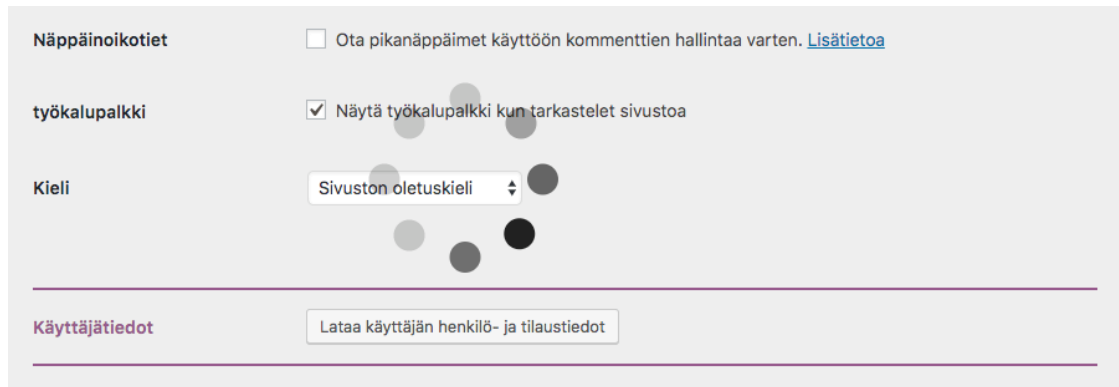 Näppäinoikotiet
Ota pikanäppäimet käyttöön kommenttien hallintaa varten. Lisätietoa
työkalupalkki
Näytä työkalupalkki kun tarkastelet sivustoa
Kieli
Sivuston oletuskieli
Käyttäjätiedot
Lataa käyttäjän henkilö- ja tilaustiedot